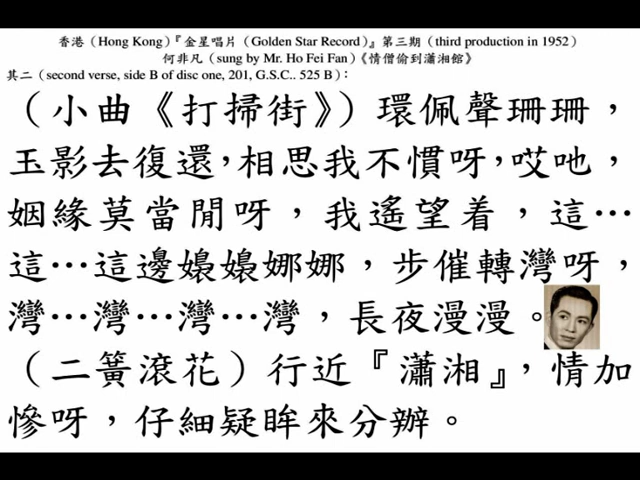 香港（Hong Kong）『金星唱片（Golden Star Record）』第三期（third production in 1952）
何非凡（sung by Mr. Ho Fei Fan）《情僧偷到瀟湘館》
其二（second verse, side B of disc one, 201, G.S.C.. 525 B）：
（小曲《打掃街》）環佩聲珊珊，
玉影去復還，相思我不慣呀，哎吔，
姻緣莫當閒呀，我遙望着，這…
這…這邊嬝嬝娜娜，步催轉灣呀，
灣…灣…灣…灣，長夜漫漫。
（二簧滾花）行近『瀟湘』，情加
慘呀，仔細疑眸來分辦。